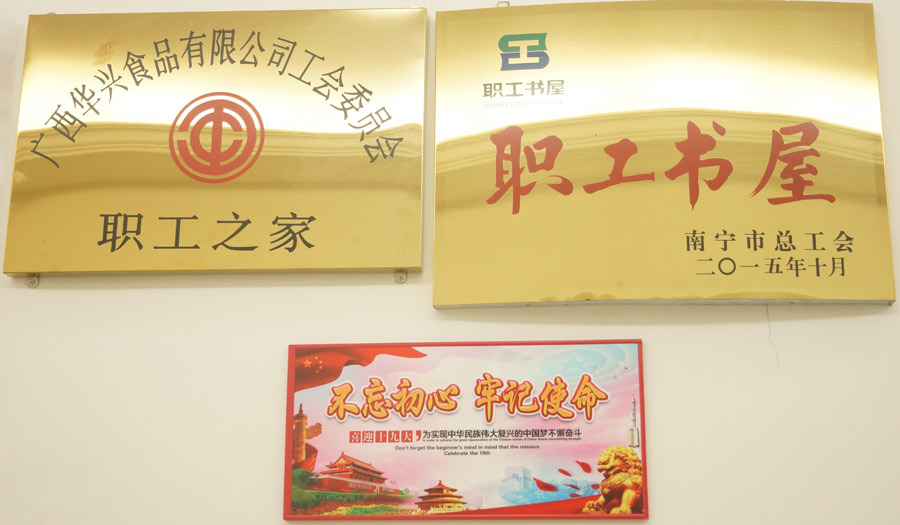 广西华兴食品有限公司工会委员会
职工之家
职工书屋
职工书屋
南宁市总工会
二〇一五年十月
不忘初心 牢记使命
喜迎十九大,为实现中华民族伟大复兴的中国梦不懈奋斗
Don't forget the beginner's mind in mind that the mission
Celebrate the 19th